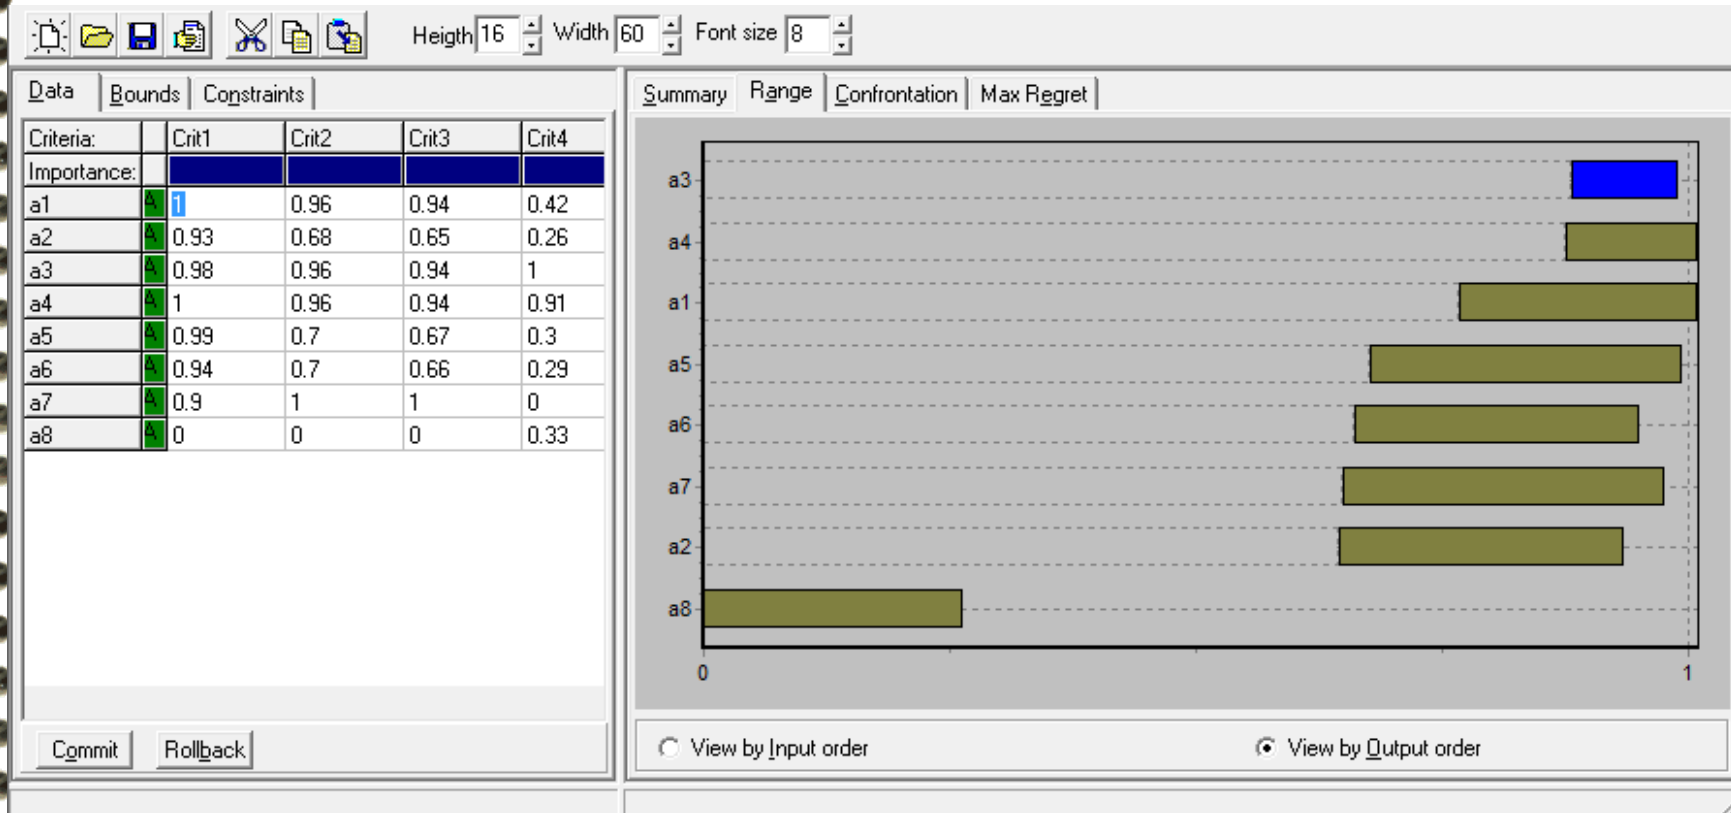 Heigth 16 Width 60 Font size 8
Data Bounds Constraints
Criteria: Crit1 Crit2 Crit3 Crit4
Importance:
a1 A 1 0.96 0.94 0.42
a2 A 0.93 0.68 0.65 0.26
a3 A 0.98 0.96 0.94 1
a4 A 1 0.96 0.94 0.91
a5 A 0.99 0.7 0.67 0.3
a6 A 0.94 0.7 0.66 0.29
a7 A 0.9 1 1 0
a8 A 0 0 0 0.33
Commit Rollback
Summary Range Confrontation Max Regret
a3
a4
a1
a5
a6
a7
a2
a8
0 1
View by Input order View by Output order